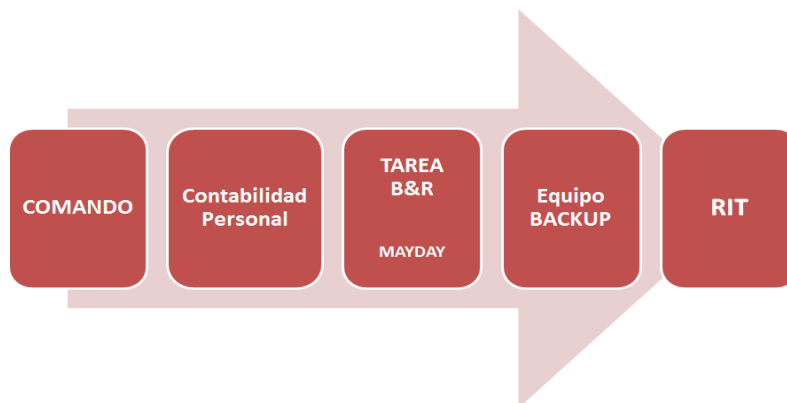 COMANDO
Contabilidad
Personal
TAREA
B&R
MAYDAY
Equipo
BACKUP
RIT